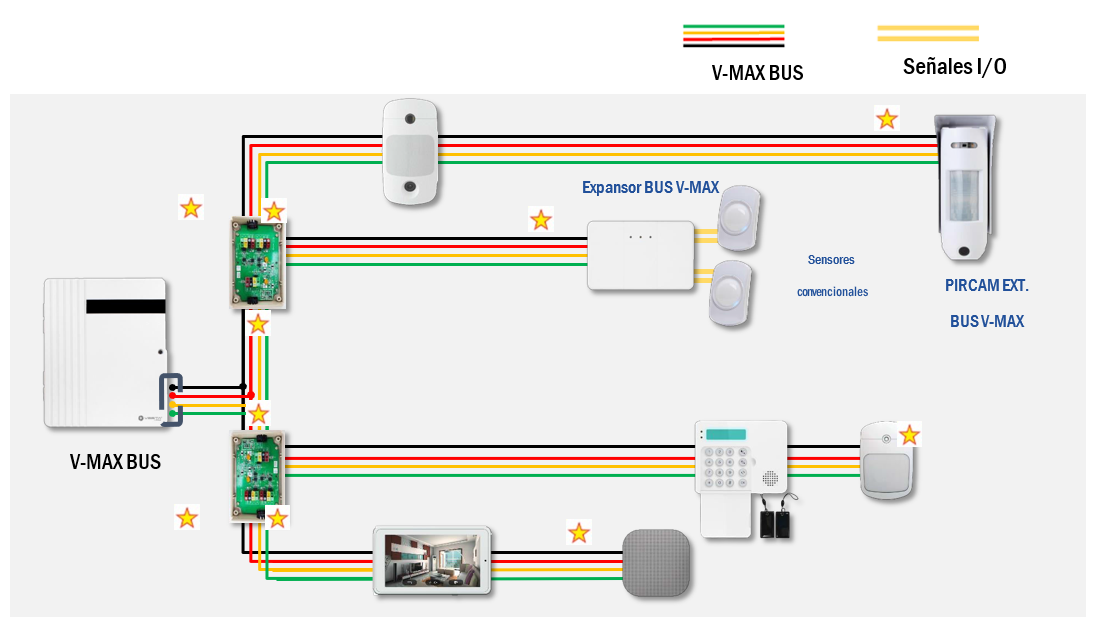 V-MAX BUS
Señales I/O
Expansor BUS V-MAX
Sensores
convencionales
PIRCAM EXT.
BUS V-MAX
V-MAX BUS